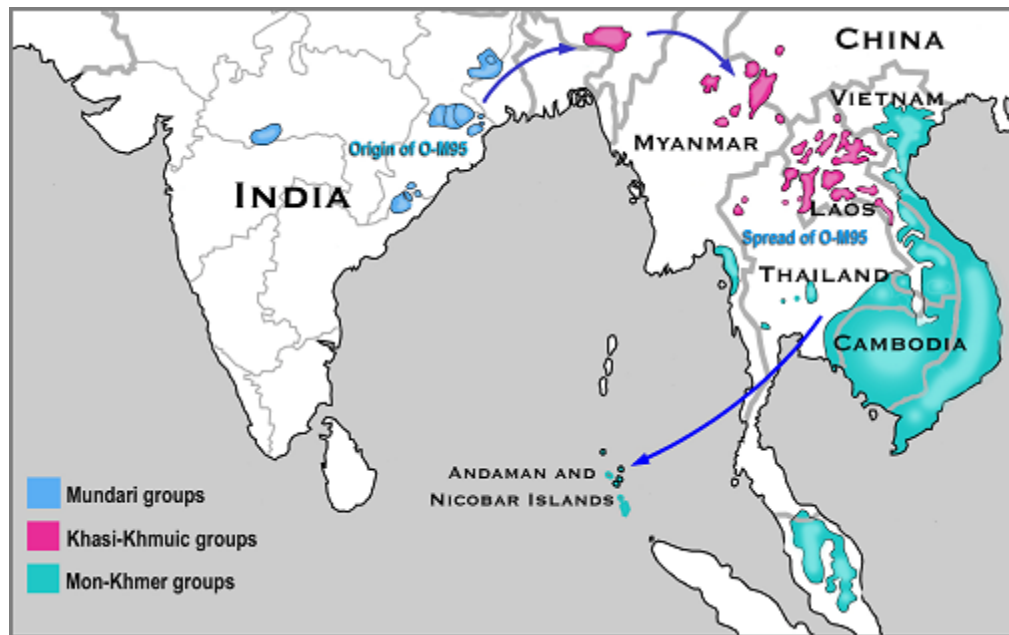 CHINA
VIETNAM
MYANMAR
Origin of O-M95
INDIA
LAOS
Spread of O-M95
THAILAND
CAMBODIA
ANDAMAN AND
NICOBAR ISLANDS
Mundari groups
Khasi-Khmuic groups
Mon-Khmer groups